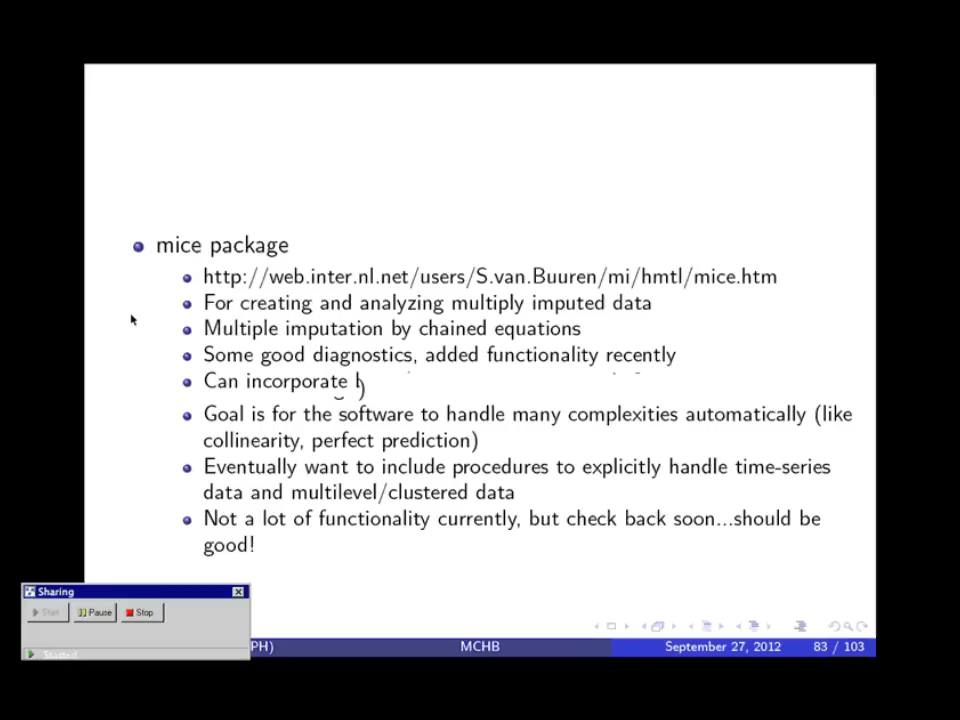 mice package
http://web.inter.nl.net/users/S.van.Buuren/mi/hmtl/mice.htm
For creating and analyzing multiply imputed data
Multiple imputation by chained equations
Some good diagnostics, added functionality recently
Can incorporate
Goal is for the software to handle many complexities automatically (like
collinearity, perfect prediction)
Eventually want to include procedures to explicitly handle time-series
data and multilevel/clustered data
Not a lot of functionality currently, but check back soon...should be
good!
Sharing
Start Pause Stop
Started
PH) MCHB September 27, 2012 83 / 103